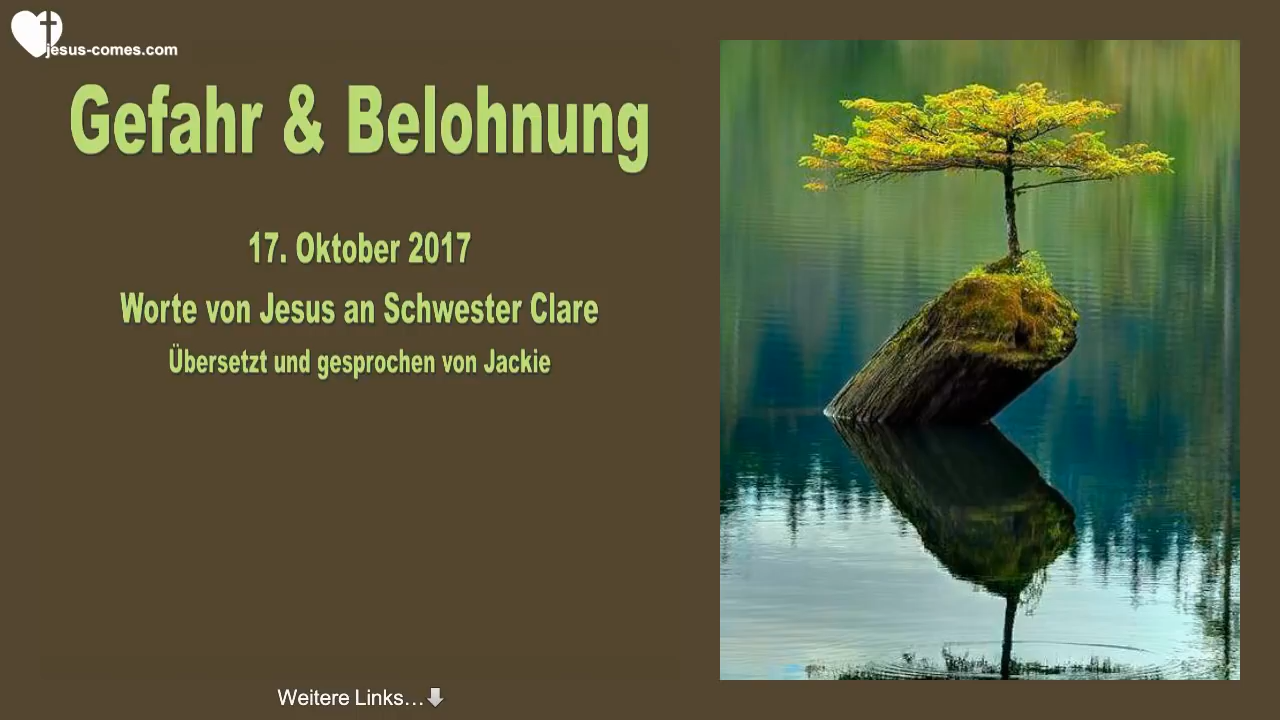 jesus-comes.com
Gefahr & Belohnung
17. Oktober 2017
Worte von Jesus an Schwester Clare
Übersetzt und gesprochen von Jackie
Weitere Links…